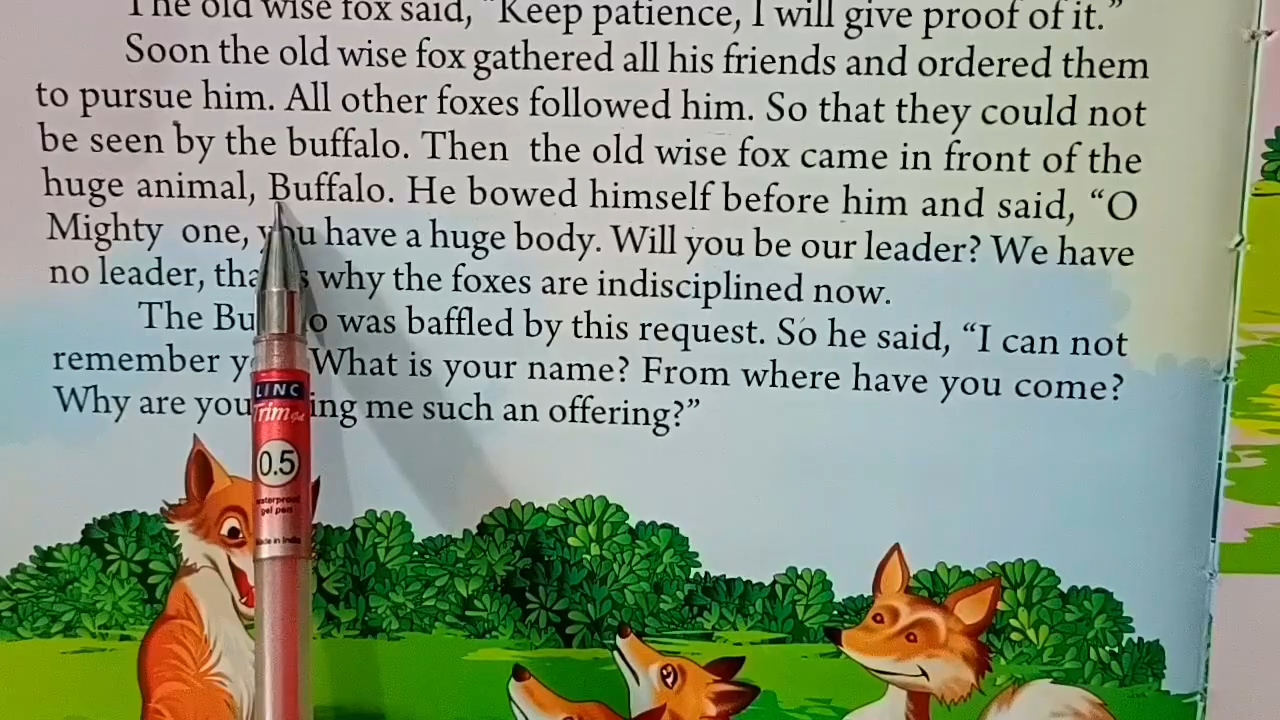 The old wise fox said, “Keep patience, I will give proof of it.”
Soon the old wise fox gathered all his friends and ordered them
to pursue him. All other foxes followed him. So that they could not
be seen by the buffalo. Then the old wise fox came in front of the
huge animal, Buffalo. He bowed himself before him and said, “O
Mighty one, you have a huge body. Will you be our leader? We have
no leader, why the foxes are indisciplined now.
The was baffled by this request. So he said, “I can not
remember What is your name? From where have you come?
Why are you me such an offering?”
LINC
Trim Gel
0.5
waterproof
gel pen
Made in India